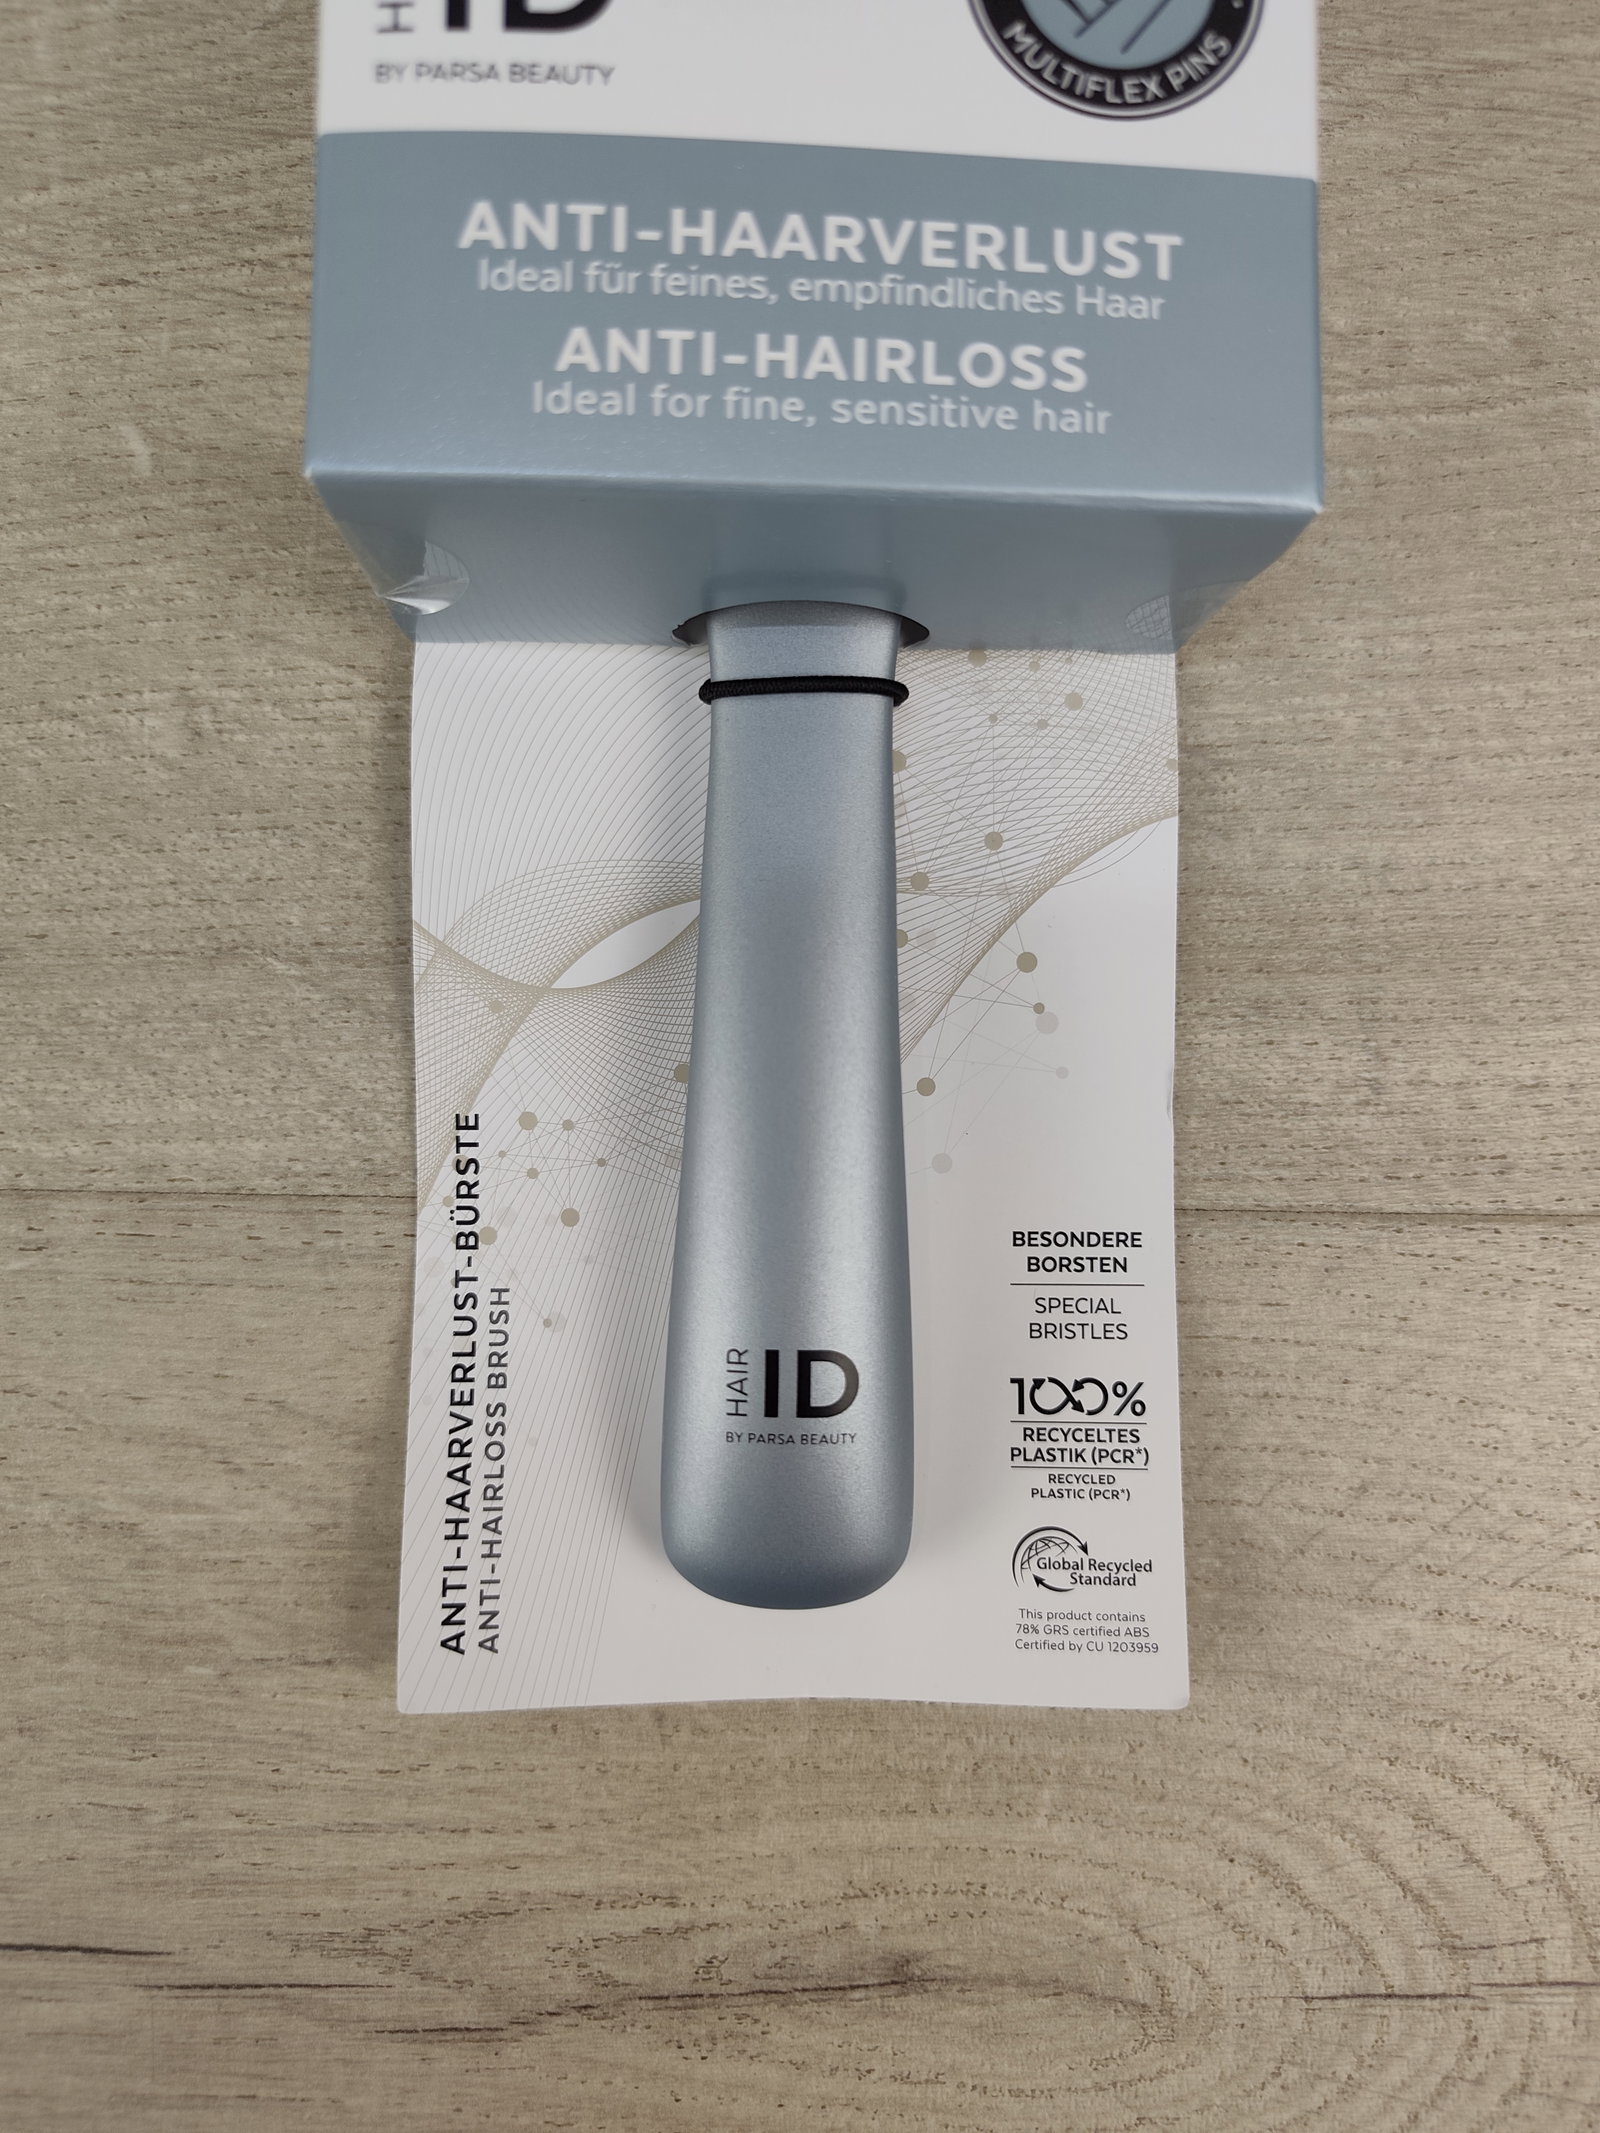 HAIR ID
BY PARSA BEAUTY
MULTIFLEX PINS
ANTI-HAARVERLUST
Ideal für feines, empfindliches Haar
ANTI-HAIRLOSS
Ideal for fine, sensitive hair
ANTI-HAARVERLUST-BÜRSTE
ANTI-HAIRLOSS BRUSH
HAIR ID
BY PARSA BEAUTY
BESONDERE
BORSTEN
SPECIAL
BRISTLES
100%
RECYCELTES
PLASTIK (PCR*)
RECYCLED
PLASTIC (PCR*)
Global Recycled
Standard
This product contains
78% GRS certified ABS
Certified by CU 1203959